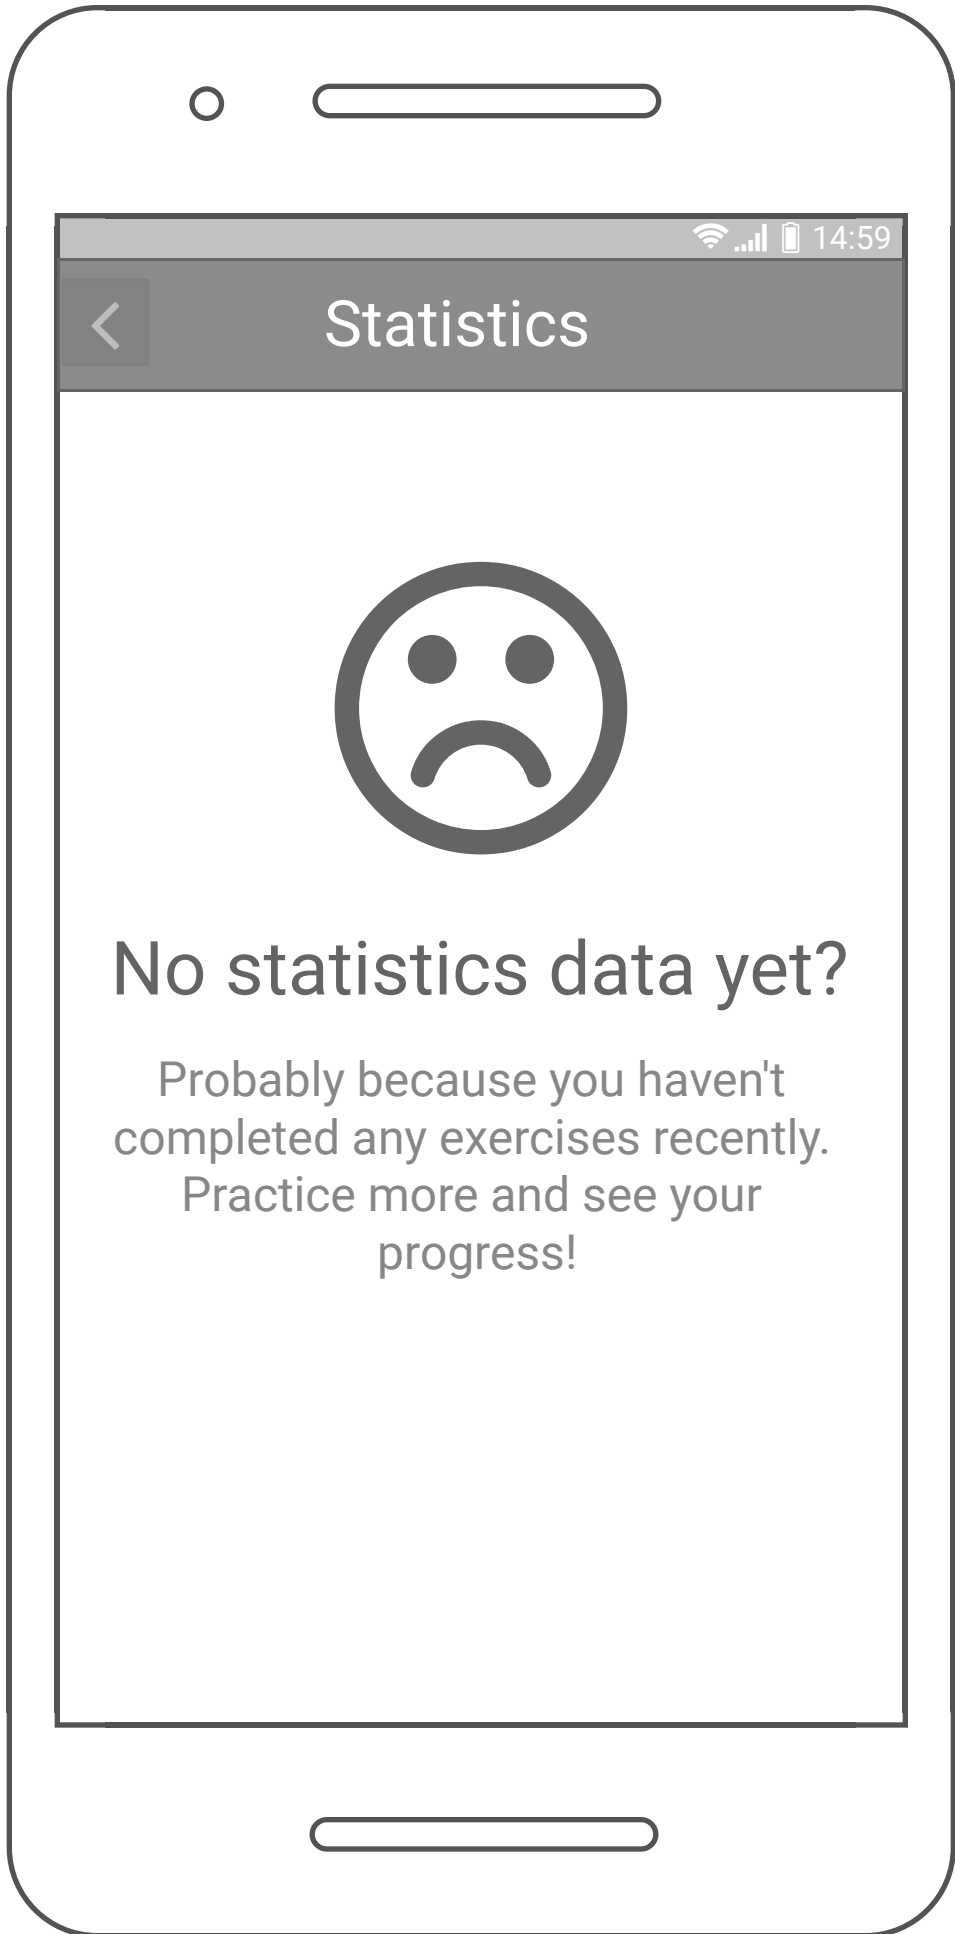 14:59
Statistics
No statistics data yet?
Probably because you haven't
completed any exercises recently.
Practice more and see your
progress!